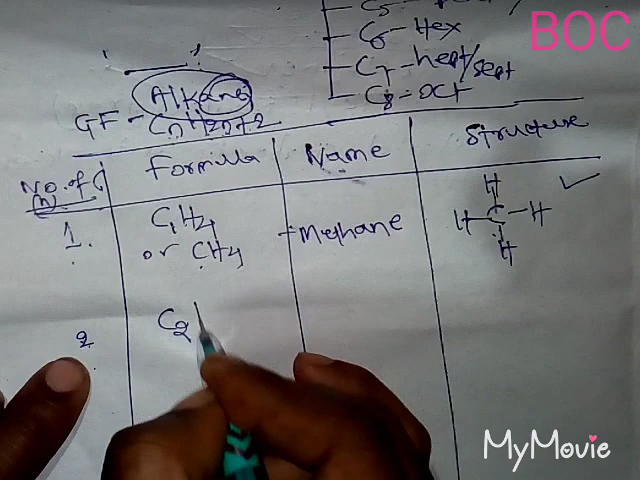 C6- Hex
BOC
C7- hept/sept
C8- oct
Alkane
GF - CnH2n+2
No. of C (n) Formula Name Structure
1. C1H4 Methane H
or CH4 H-C-H
H
2 C2
MyMovie